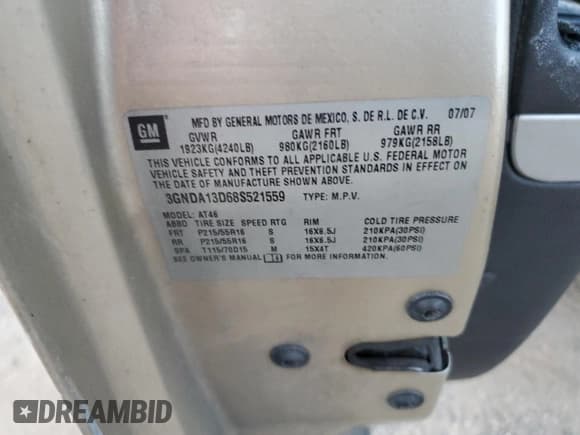 GM
MFD BY GENERAL MOTORS DE MEXICO, S. DE R.L. DE C.V. 07/07
GVWR GAWR FRT GAWR RR
1923KG(4240LB) 980KG(2160LB) 979KG(2158LB)
THIS VEHICLE CONFORMS TO ALL APPLICABLE U.S. FEDERAL MOTOR
VEHICLE SAFETY AND THEFT PREVENTION STANDARDS IN EFFECT ON
THE DATE OF MANUFACTURE SHOWN ABOVE.
3GNDA13D68S521559 TYPE: M.P.V.
MODEL: AT46
ABBD TIRE SIZE SPEED RTG RIM COLD TIRE PRESSURE
FRT P215/55R16 S 16X6.5J 210KPA(30PSI)
RR P215/55R16 S 16X6.5J 210KPA(30PSI)
SPA T115/70D15 M 15X4T 420KPA(60PSI)
SEE OWNER'S MANUAL FOR MORE INFORMATION.
DREAMBID